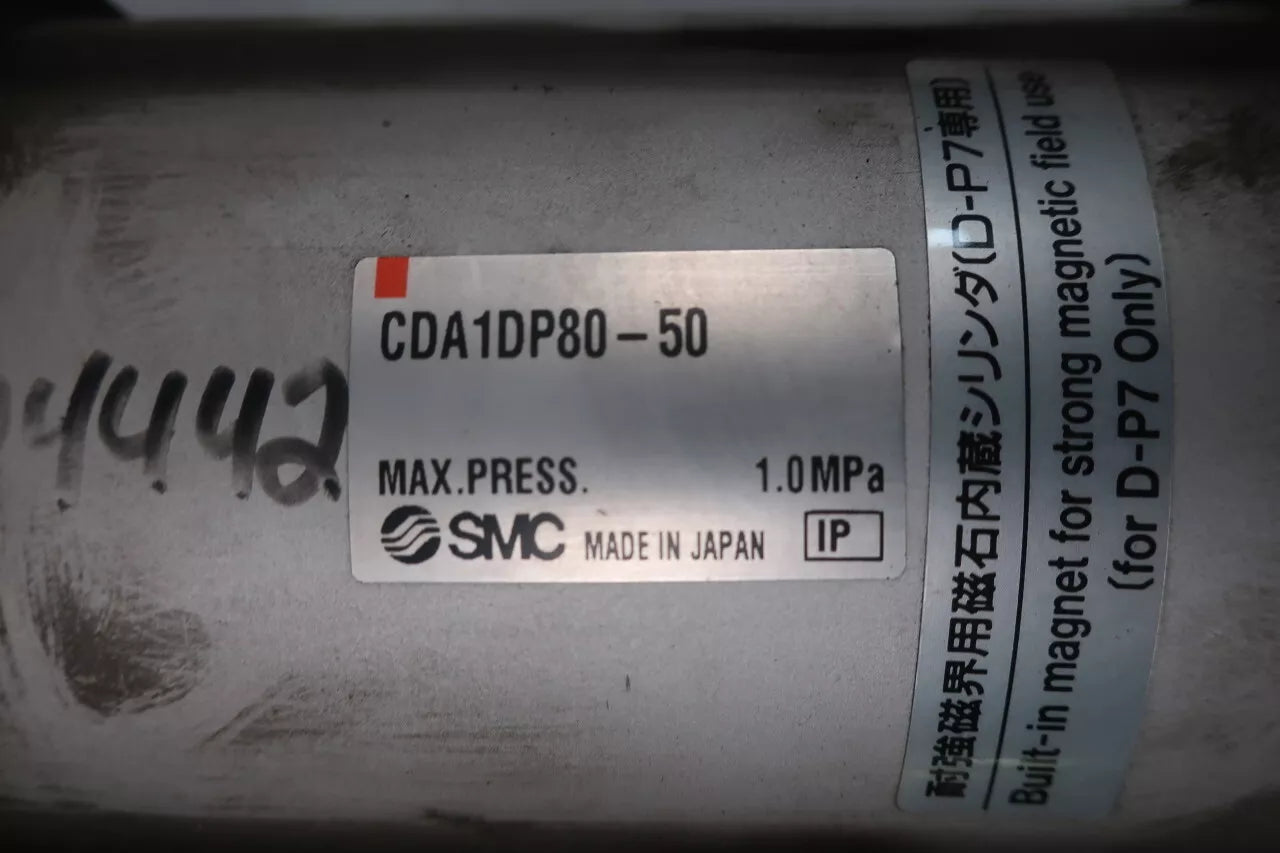 4442
CDA1DP80-50
MAX.PRESS. 1.0MPa
SMC MADE IN JAPAN IP
耐強磁界用磁石内蔵シリンダ(D-P7専用)
Built-in magnet for strong magnetic field use
(for D-P7 Only)